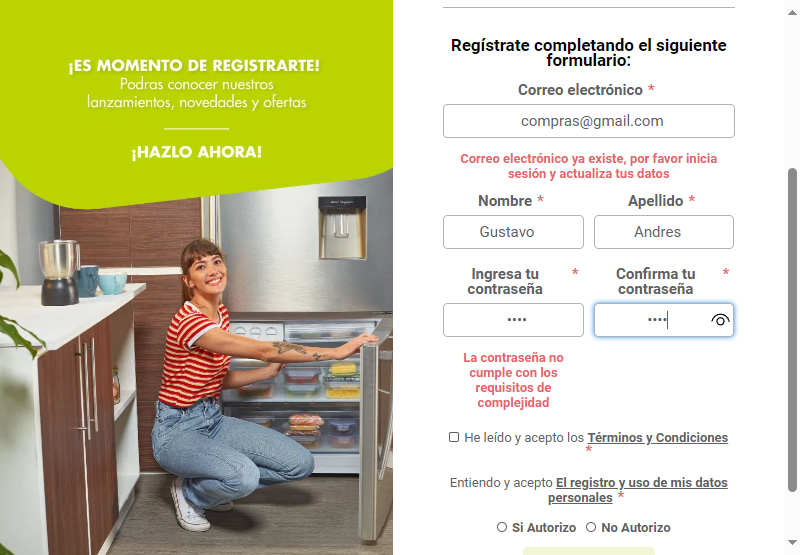 ¡ES MOMENTO DE REGISTRARTE!
Podras conocer nuestros
lanzamientos, novedades y ofertas
¡HAZLO AHORA!
Regístrate completando el siguiente
formulario:
Correo electrónico *
compras@gmail.com
Correo electrónico ya existe, por favor inicia
sesión y actualiza tus datos
Nombre *
Apellido *
Gustavo
Andres
Ingresa tu *
contraseña
Confirma tu *
contraseña
••••
••••
La contraseña no
cumple con los
requisitos de
complejidad
He leído y acepto los Términos y Condiciones
*
Entiendo y acepto El registro y uso de mis datos
personales *
Si Autorizo
No Autorizo